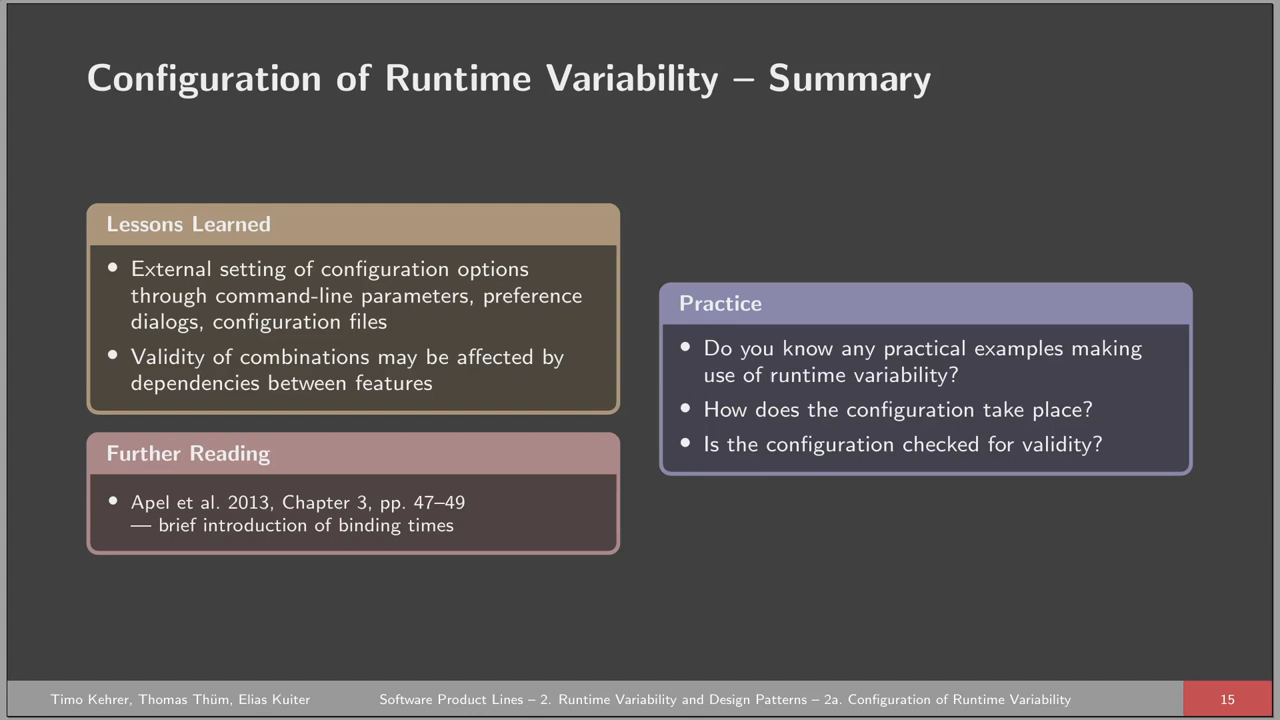 Configuration of Runtime Variability – Summary
Lessons Learned
• External setting of configuration options
through command-line parameters, preference
dialogs, configuration files
• Validity of combinations may be affected by
dependencies between features
Further Reading
• Apel et al. 2013, Chapter 3, pp. 47–49
— brief introduction of binding times
Practice
• Do you know any practical examples making
use of runtime variability?
• How does the configuration take place?
• Is the configuration checked for validity?
Timo Kehrer, Thomas Thüm, Elias Kuiter Software Product Lines – 2. Runtime Variability and Design Patterns – 2a. Configuration of Runtime Variability 15